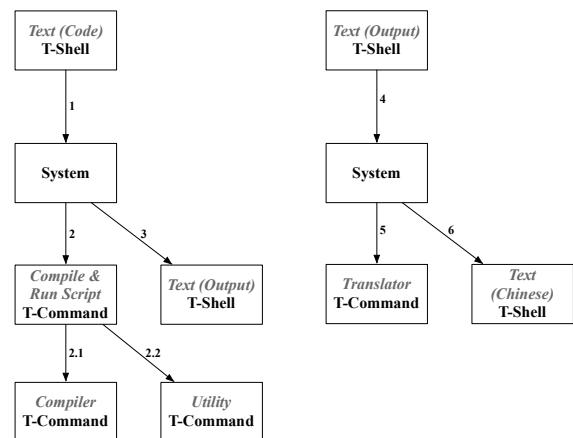 Text (Code)
T-Shell
1
System
2
3
Compile &
Run Script
T-Command
Text (Output)
T-Shell
2.1
2.2
Compiler
T-Command
Utility
T-Command
Text (Output)
T-Shell
4
System
5
6
Translator
T-Command
Text
(Chinese)
T-Shell